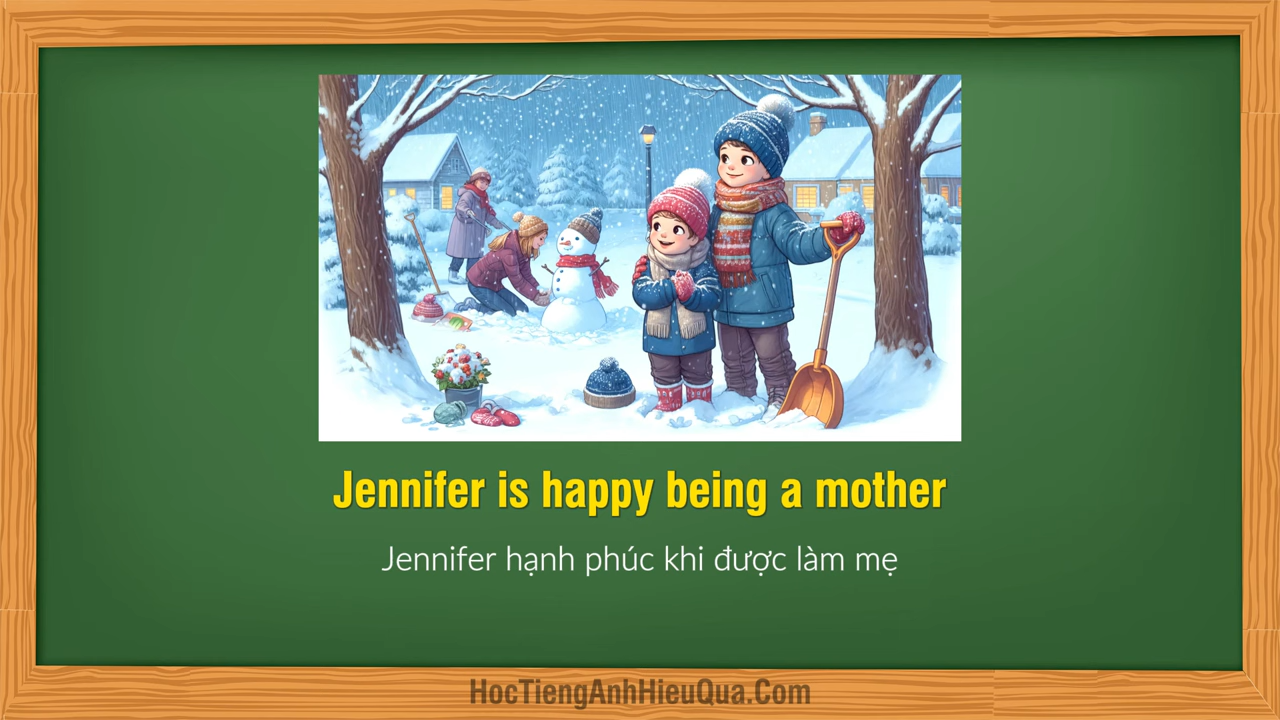 Jennifer is happy being a mother
Jennifer hạnh phúc khi được làm mẹ
HocTiengAnhHieuQua.Com